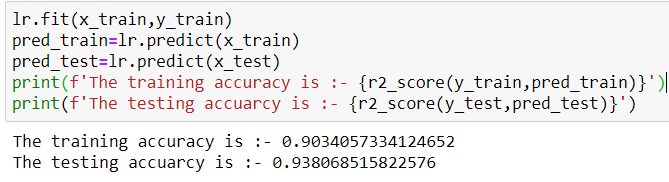 lr.fit(x_train,y_train)
pred_train=lr.predict(x_train)
pred_test=lr.predict(x_test)
print(f'The training accuracy is :- {r2_score(y_train,pred_train)}')
print(f'The testing accuarcy is :- {r2_score(y_test,pred_test)}')
The training accuracy is :- 0.9034057334124652
The testing accuarcy is :- 0.938068515822576